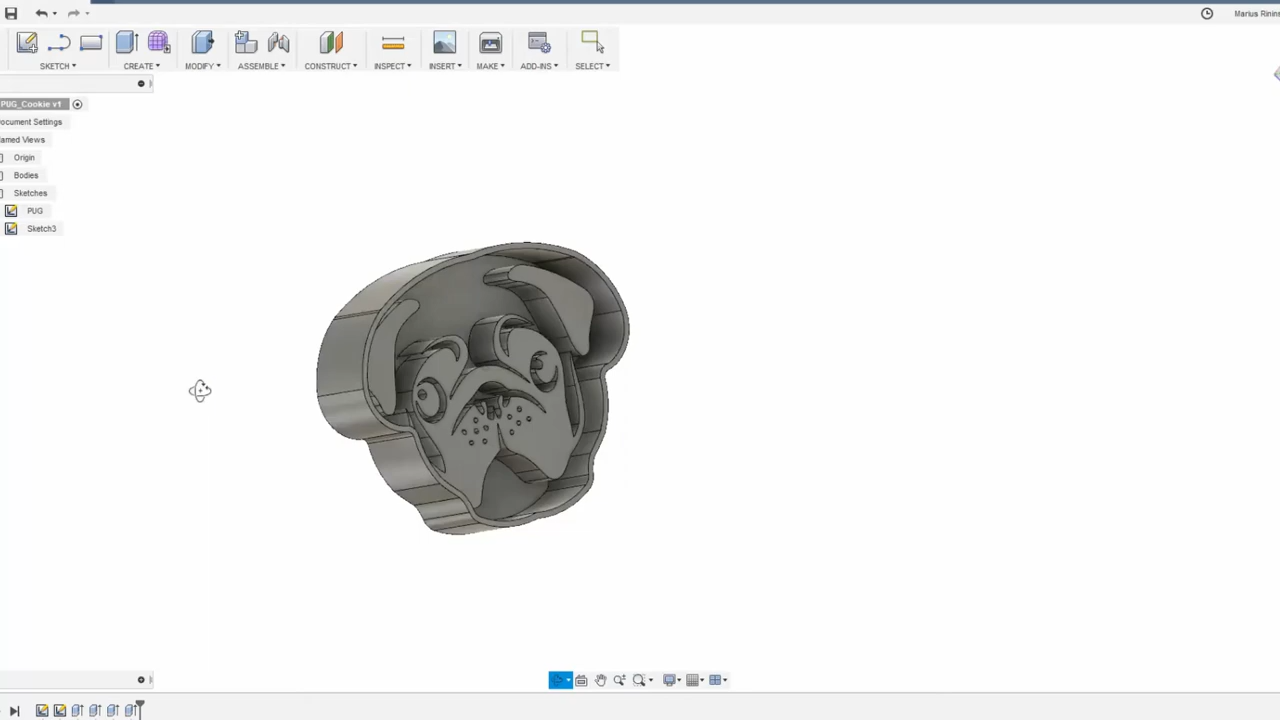 Marius Rinins
SKETCH CREATE MODIFY ASSEMBLE CONSTRUCT INSPECT INSERT MAKE ADD-INS SELECT
PUG_Cookie v1
ocument Settings
amed Views
Origin
Bodies
Sketches
PUG
Sketch3